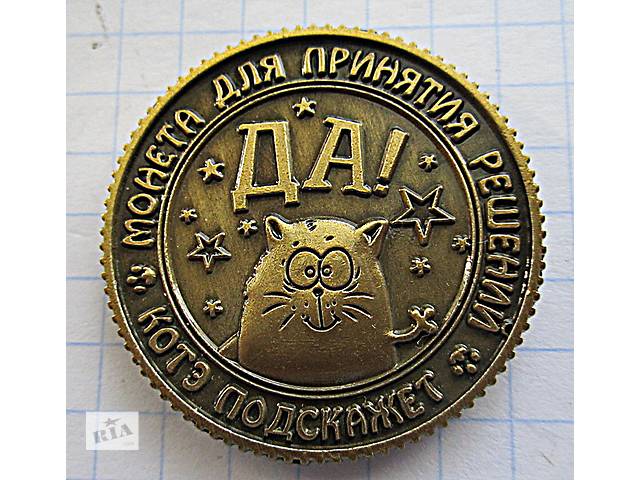 МОНЕТА ДЛЯ ПРИНЯТИЯ РЕШЕНИЙ
ДА!
КОТЭ ПОДСКАЖЕТ
RIA